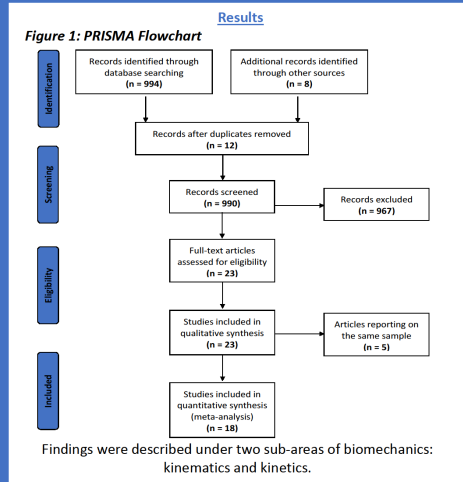 Results
Figure 1: PRISMA Flowchart
Identification
Records identified through
database searching
(n = 994)
Additional records identified
through other sources
(n = 8)
Records after duplicates removed
(n = 12)
Screening
Records screened
(n = 990)
Records excluded
(n = 967)
Eligibility
Full-text articles
assessed for eligibility
(n = 23)
Studies included in
qualitative synthesis
(n = 23)
Articles reporting on
the same sample
(n = 5)
Included
Studies included in
quantitative synthesis
(meta-analysis)
(n = 18)
Findings were described under two sub-areas of biomechanics:
kinematics and kinetics.